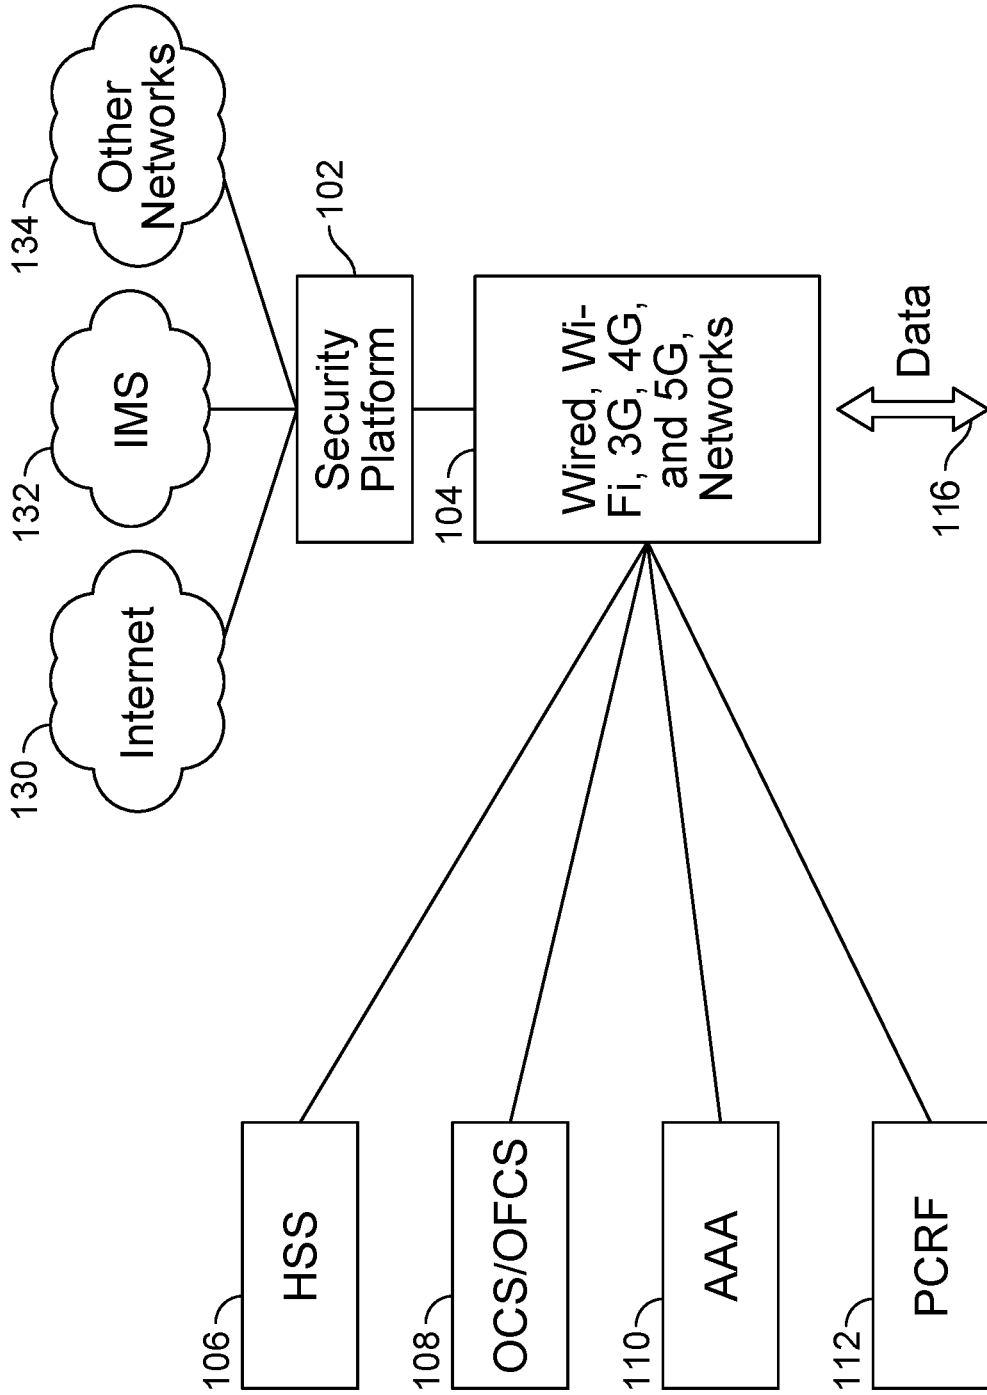 130
Internet
132
IMS
134
Other
Networks
102
Security
Platform
104
Wired, Wi-
Fi, 3G, 4G,
and 5G,
Networks
116
Data
106
HSS
108
OCS/OFCS
110
AAA
112
PCRF